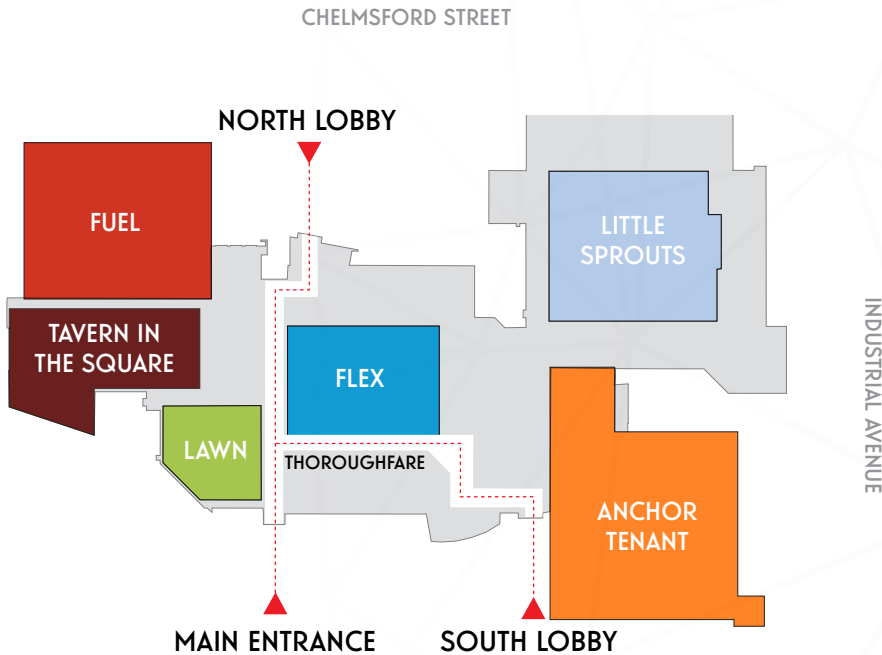 CHELMSFORD STREET
NORTH LOBBY
FUEL
LITTLE
SPROUTS
TAVERN IN
THE SQUARE
FLEX
INDUSTRIAL AVENUE
LAWN
THOROUGHFARE
ANCHOR
TENANT
MAIN ENTRANCE
SOUTH LOBBY